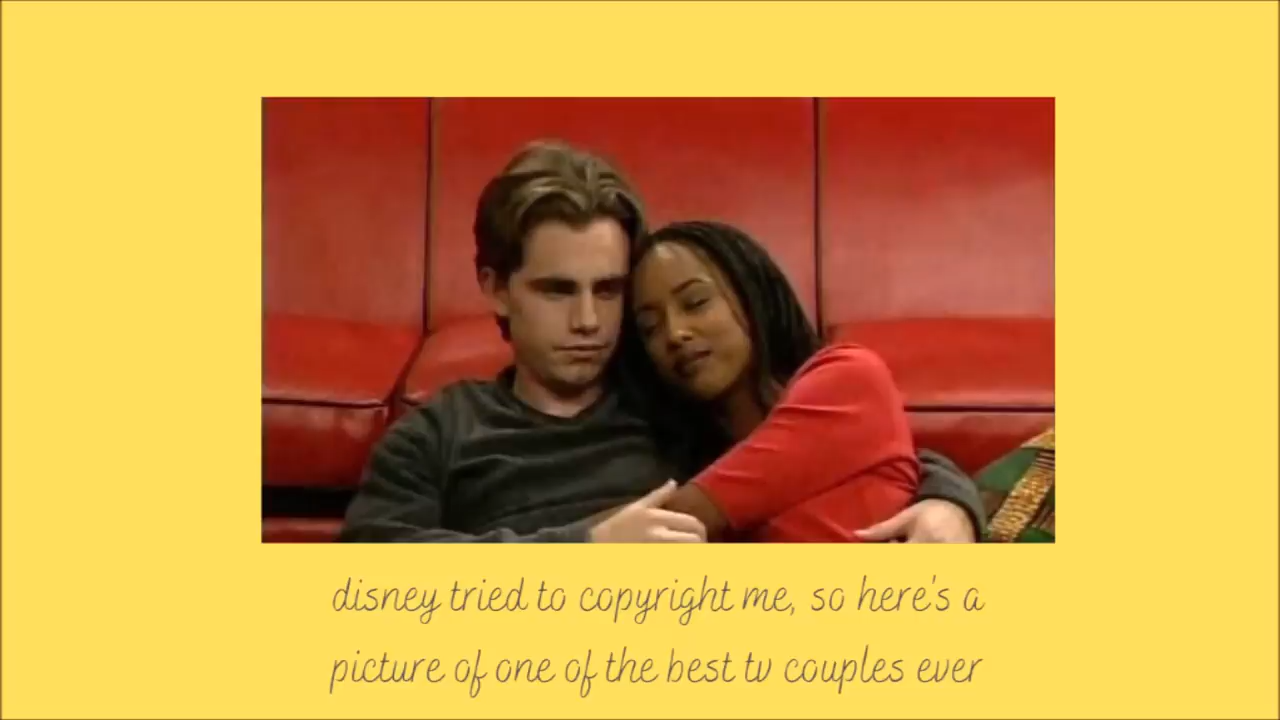 disney tried to copyright me, so here's a
picture of one of the best tv couples ever